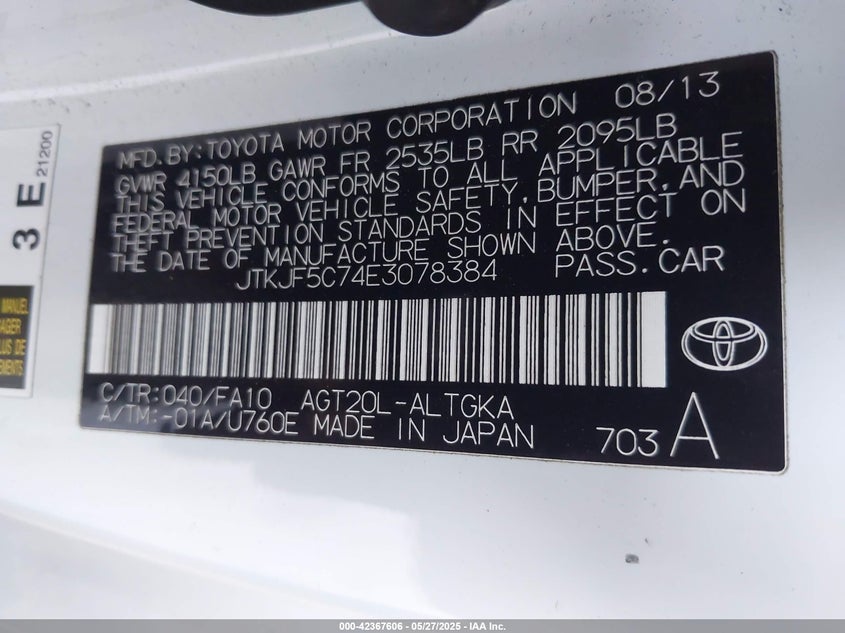 MFD.BY:TOYOTA MOTOR CORPORATION 08/13
GVWR 4150LB GAWR FR 2535LB RR 2095LB
THIS VEHICLE CONFORMS TO ALL APPLICABLE
FEDERAL MOTOR VEHICLE SAFETY,BUMPER,AND
THEFT PREVENTION STANDARDS IN EFFECT ON
THE DATE OF MANUFACTURE SHOWN ABOVE.
JTKJF5C74E3078384 PASS.CAR
C/TR:040/FA10 AGT20L-ALTGKA
A/TM:-01A/U760E MADE IN JAPAN 703 A
3 E
21200
MANUEL
LUS DE
000-42367606 - 05/27/2025 - IAA Inc.